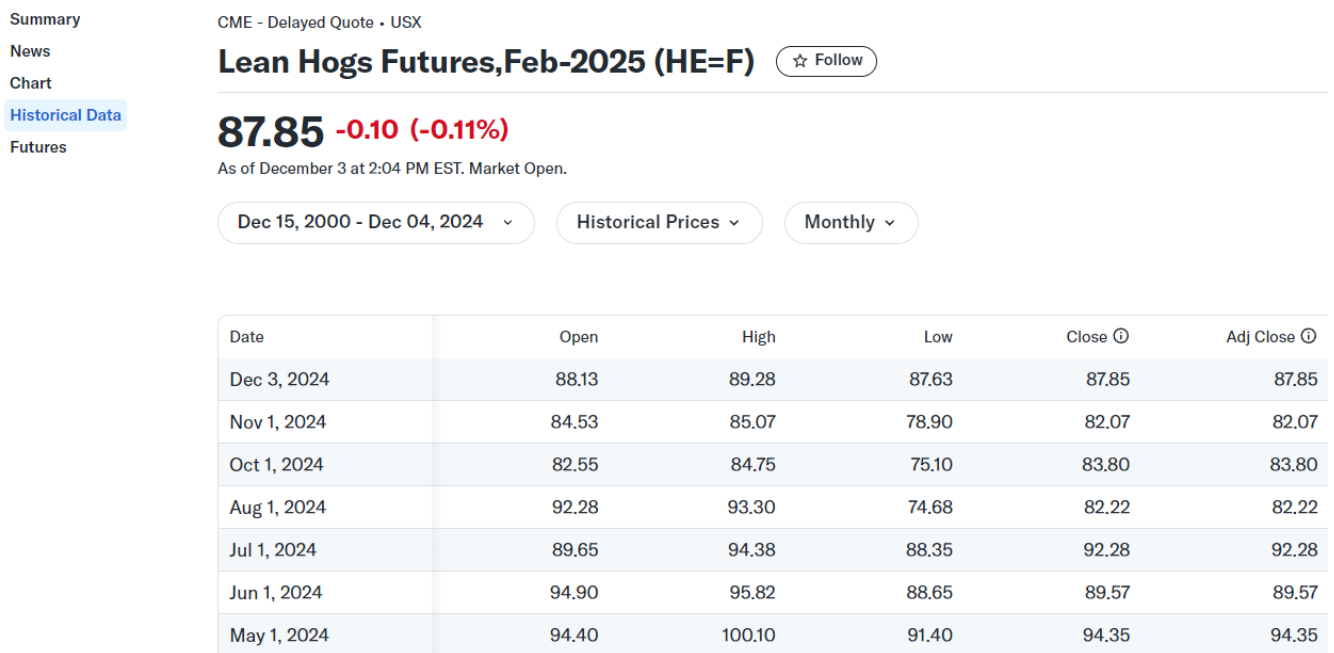 Summary
News
Chart
Historical Data
Futures
CME - Delayed Quote • USX
Lean Hogs Futures,Feb-2025 (HE=F)
Follow
87.85 -0.10 (-0.11%)
As of December 3 at 2:04 PM EST. Market Open.
Dec 15, 2000 - Dec 04, 2024 Historical Prices Monthly
Date Open High Low Close Adj Close
Dec 3, 2024 88.13 89.28 87.63 87.85 87.85
Nov 1, 2024 84.53 85.07 78.90 82.07 82.07
Oct 1, 2024 82.55 84.75 75.10 83.80 83.80
Aug 1, 2024 92.28 93.30 74.68 82.22 82.22
Jul 1, 2024 89.65 94.38 88.35 92.28 92.28
Jun 1, 2024 94.90 95.82 88.65 89.57 89.57
May 1, 2024 94.40 100.10 91.40 94.35 94.35